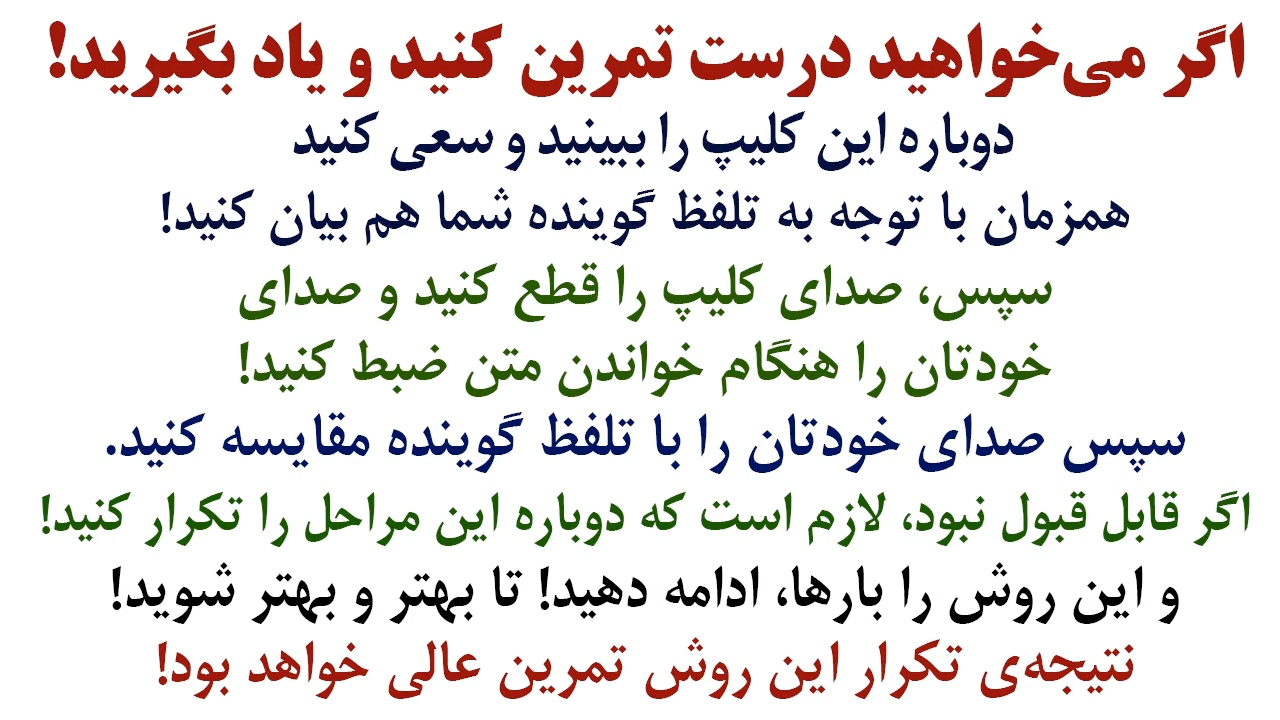 اگر می‌خواهید درست تمرین کنید و یاد بگیرید!
دوباره این کلیپ را ببینید و سعی کنید
همزمان با توجه به تلفظ گوینده شما هم بیان کنید!
سپس، صدای کلیپ را قطع کنید و صدای
خودتان را هنگام خواندن متن ضبط کنید!
سپس صدای خودتان را با تلفظ گوینده مقایسه کنید.
اگر قابل قبول نبود، لازم است که دوباره این مراحل را تکرار کنید!
و این روش را بارها، ادامه دهید! تا بهتر و بهتر شوید!
نتیجه‌ی تکرار این روش تمرین عالی خواهد بود!